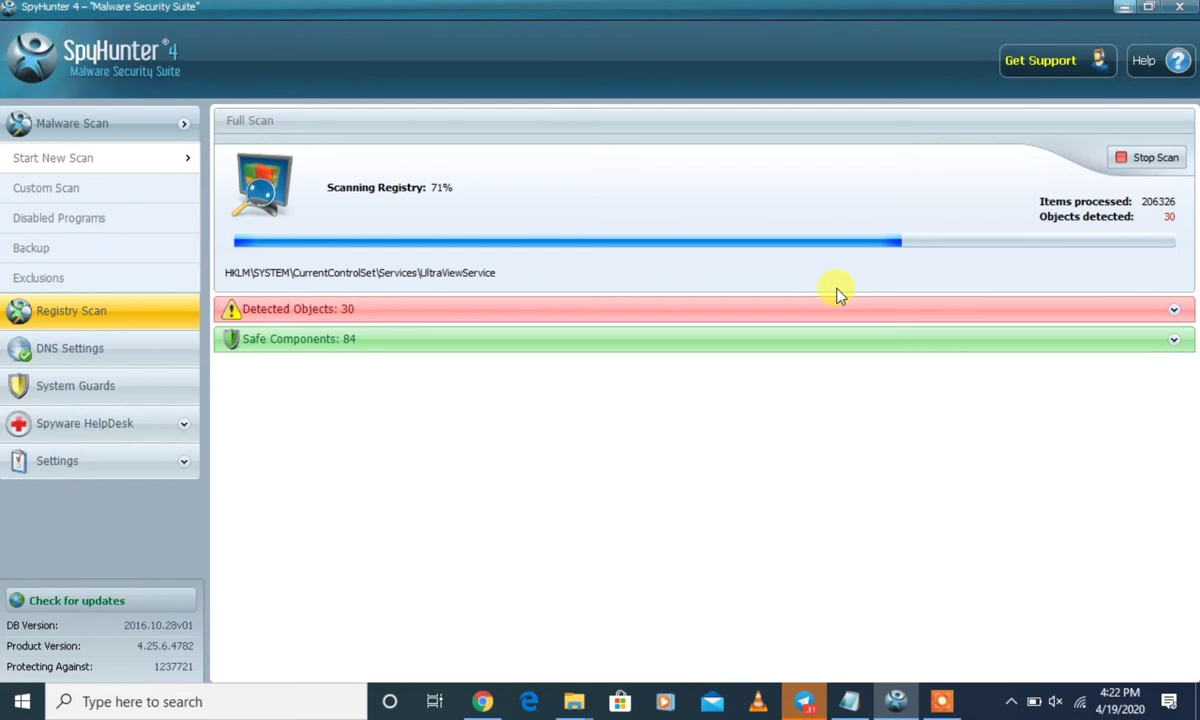 SpyHunter 4 – "Malware Security Suite"
SpyHunter® 4
Malware Security Suite
Get Support
Help
Malware Scan
Start New Scan
Custom Scan
Disabled Programs
Backup
Exclusions
Registry Scan
DNS Settings
System Guards
Spyware HelpDesk
Settings
Full Scan
Stop Scan
Scanning Registry: 71%
Items processed: 206326
Objects detected: 30
HKLM\SYSTEM\CurrentControlSet\Services\UltraViewService
Detected Objects: 30
Safe Components: 84
Check for updates
DB Version: 2016.10.28v01
Product Version: 4.25.6.4782
Protecting Against: 1237721
Type here to search
31
4:22 PM
4/19/2020